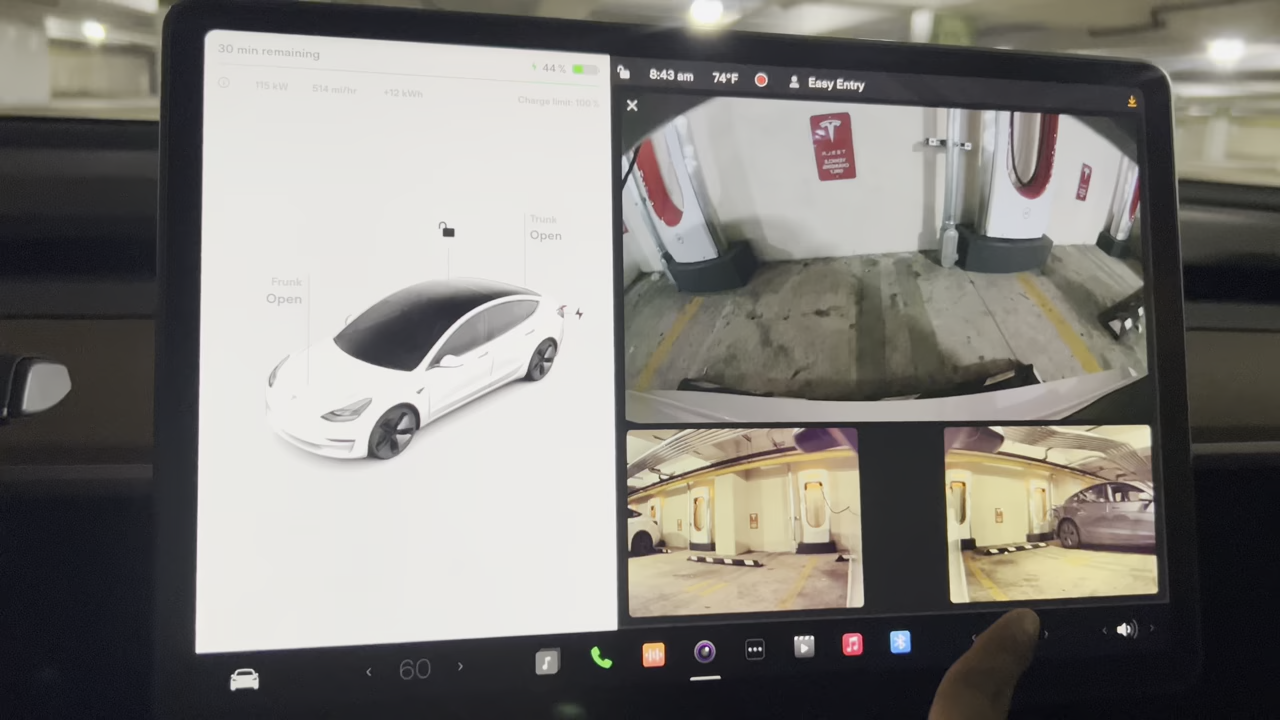 30 min remaining
44 %
115 kW 514 mi/hr +12 kWh
Charge limit: 100 %
Trunk
Open
Frunk
Open
8:43 am 74°F Easy Entry
60